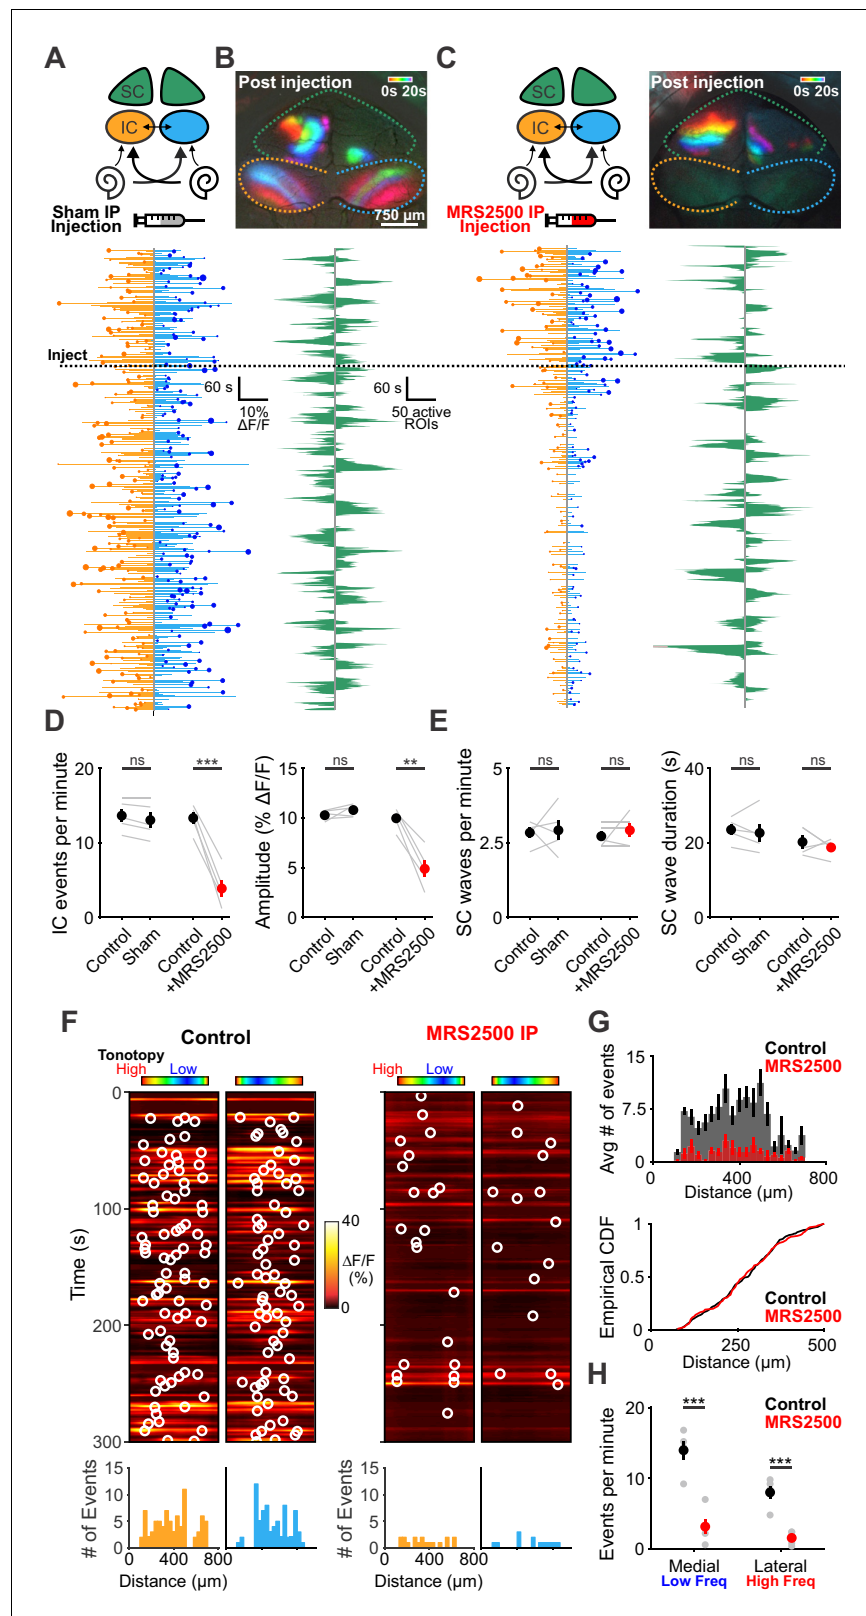 A
B
C
SC
IC
Sham IP
Injection
Post injection
0s 20s
750 µm
SC
IC
MRS2500 IP
Injection
Post injection
0s 20s
Inject
60 s
10%
ΔF/F
60 s
50 active
ROIs
D
E
IC events per minute
20
10
0
ns
***
Control
Sham
Control
+MRS2500
Amplitude (% ΔF/F)
15
10
5
0
ns
**
Control
Sham
Control
+MRS2500
SC waves per minute
5
2.5
0
ns
ns
Control
Sham
Control
+MRS2500
SC wave duration (s)
40
20
0
ns
ns
Control
Sham
Control
+MRS2500
F
Control
MRS2500 IP
Tonotopy
High
Low
High
Low
Time (s)
0
100
200
300
40
ΔF/F
(%)
0
# of Events
15
10
5
0
0
400
800
Distance (µm)
# of Events
15
10
5
0
0
400
800
Distance (µm)
G
Control
MRS2500
Avg # of events
15
7.5
0
0
400
800
Distance (µm)
Empirical CDF
1
0.5
0
0
250
500
Distance (µm)
Control
MRS2500
H
Control
MRS2500
Events per minute
20
10
0
***
***
Medial
Low Freq
Lateral
High Freq